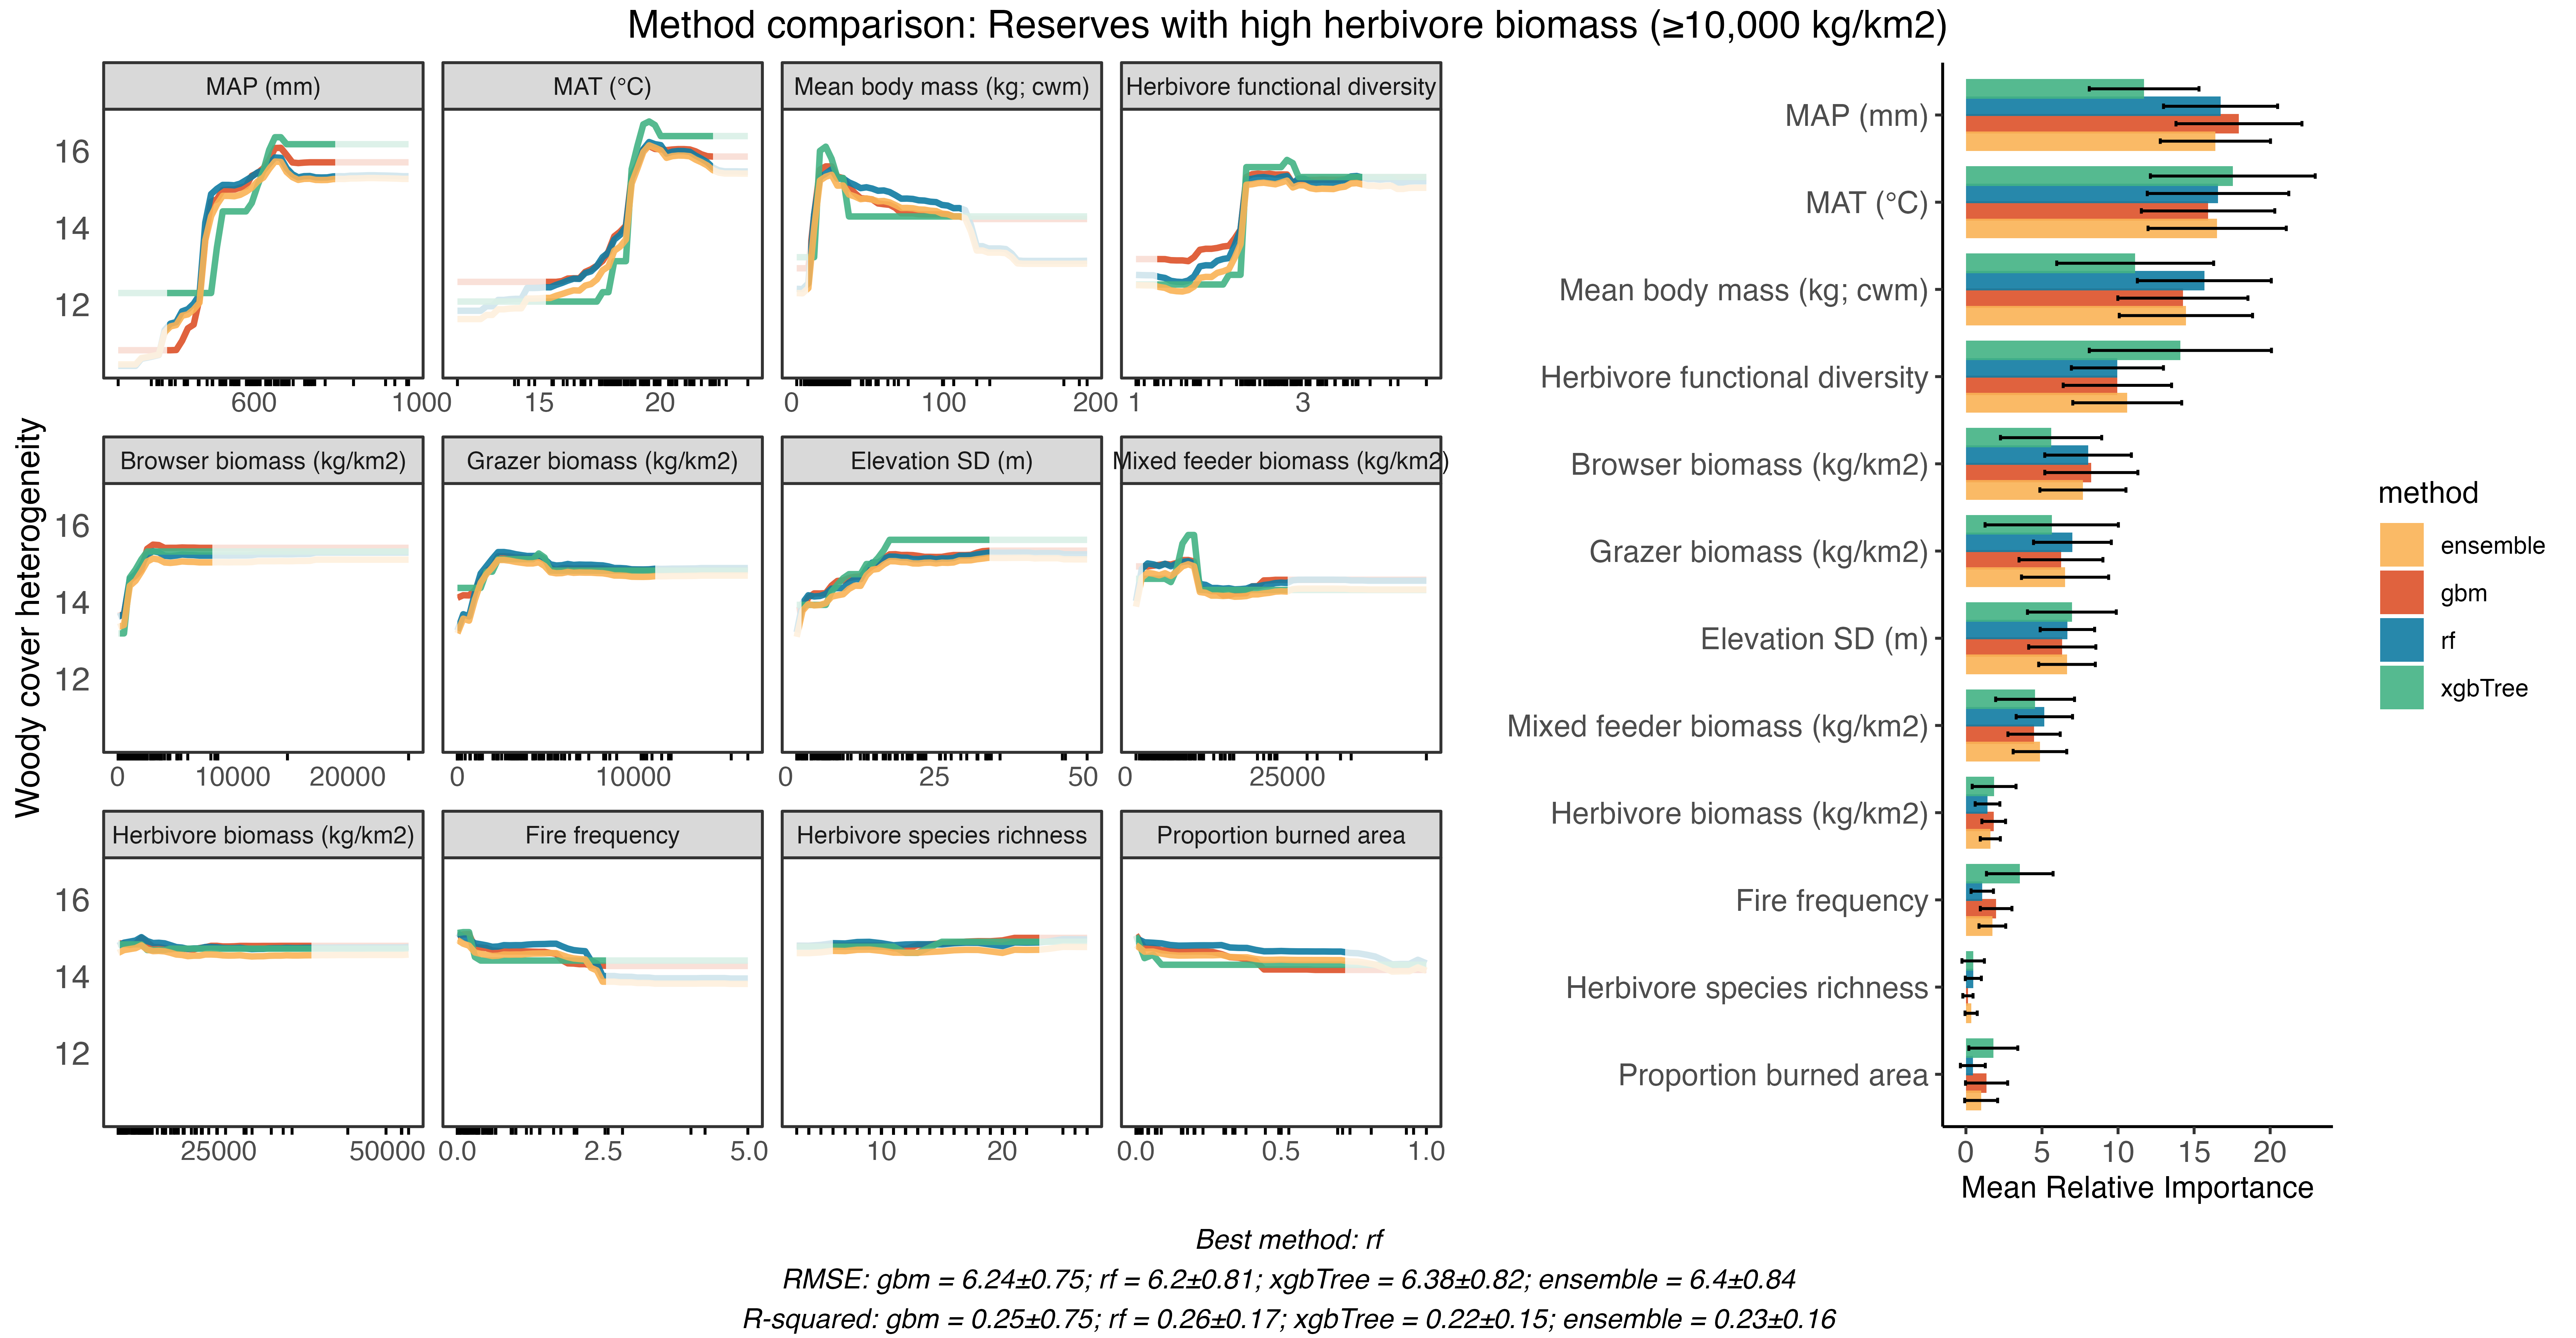 Method comparison: Reserves with high herbivore biomass (≥10,000 kg/km2)
MAP (mm)
MAT (°C)
Mean body mass (kg; cwm)
Herbivore functional diversity
16
14
12
600
1000
15
20
0
100
200
1
3
Woody cover heterogeneity
Browser biomass (kg/km2)
Grazer biomass (kg/km2)
Elevation SD (m)
Mixed feeder biomass (kg/km2)
16
14
12
0
10000
20000
0
10000
0
25
50
0
25000
Herbivore biomass (kg/km2)
Fire frequency
Herbivore species richness
Proportion burned area
16
14
12
25000
50000
0.0
2.5
5.0
10
20
0.0
0.5
1.0
MAP (mm)
MAT (°C)
Mean body mass (kg; cwm)
Herbivore functional diversity
Browser biomass (kg/km2)
Grazer biomass (kg/km2)
Elevation SD (m)
Mixed feeder biomass (kg/km2)
Herbivore biomass (kg/km2)
Fire frequency
Herbivore species richness
Proportion burned area
0
5
10
15
20
Mean Relative Importance
method
ensemble
gbm
rf
xgbTree
Best method: rf
RMSE: gbm = 6.24±0.75; rf = 6.2±0.81; xgbTree = 6.38±0.82; ensemble = 6.4±0.84
R-squared: gbm = 0.25±0.75; rf = 0.26±0.17; xgbTree = 0.22±0.15; ensemble = 0.23±0.16